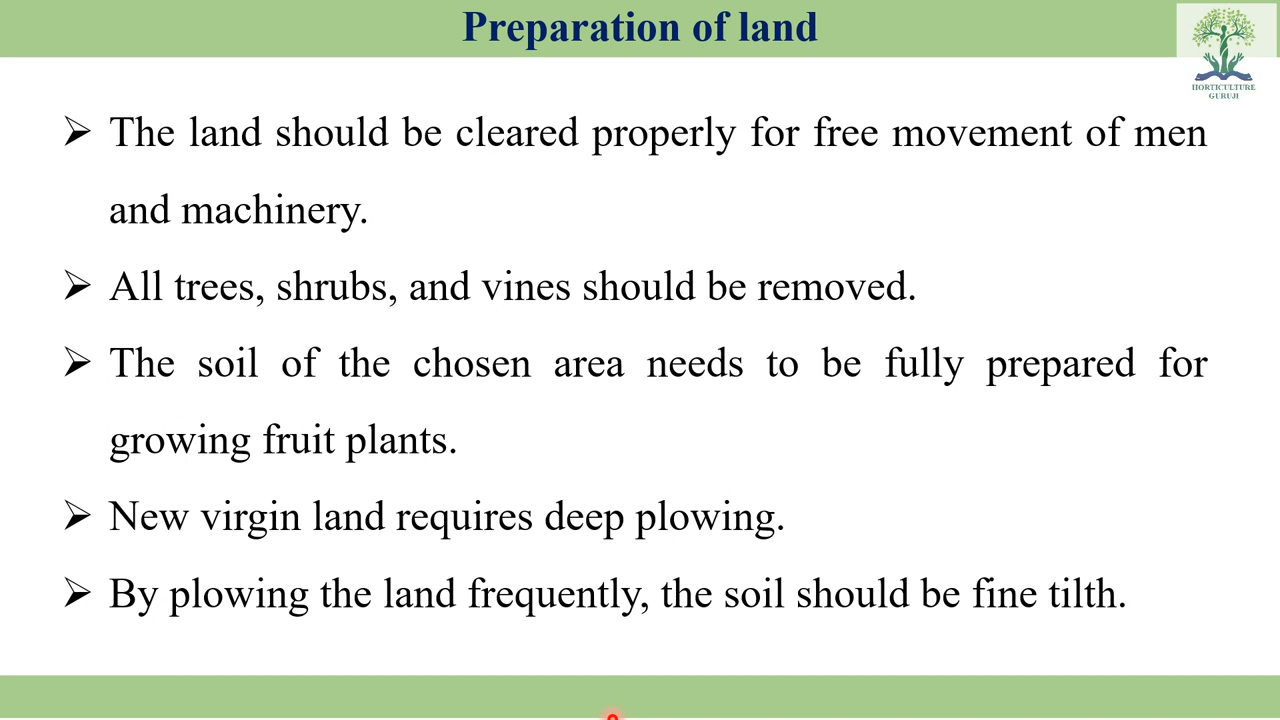 Preparation of land
HORTICULTURE
GURUJI
➢ The land should be cleared properly for free movement of men
and machinery.
➢ All trees, shrubs, and vines should be removed.
➢ The soil of the chosen area needs to be fully prepared for
growing fruit plants.
➢ New virgin land requires deep plowing.
➢ By plowing the land frequently, the soil should be fine tilth.